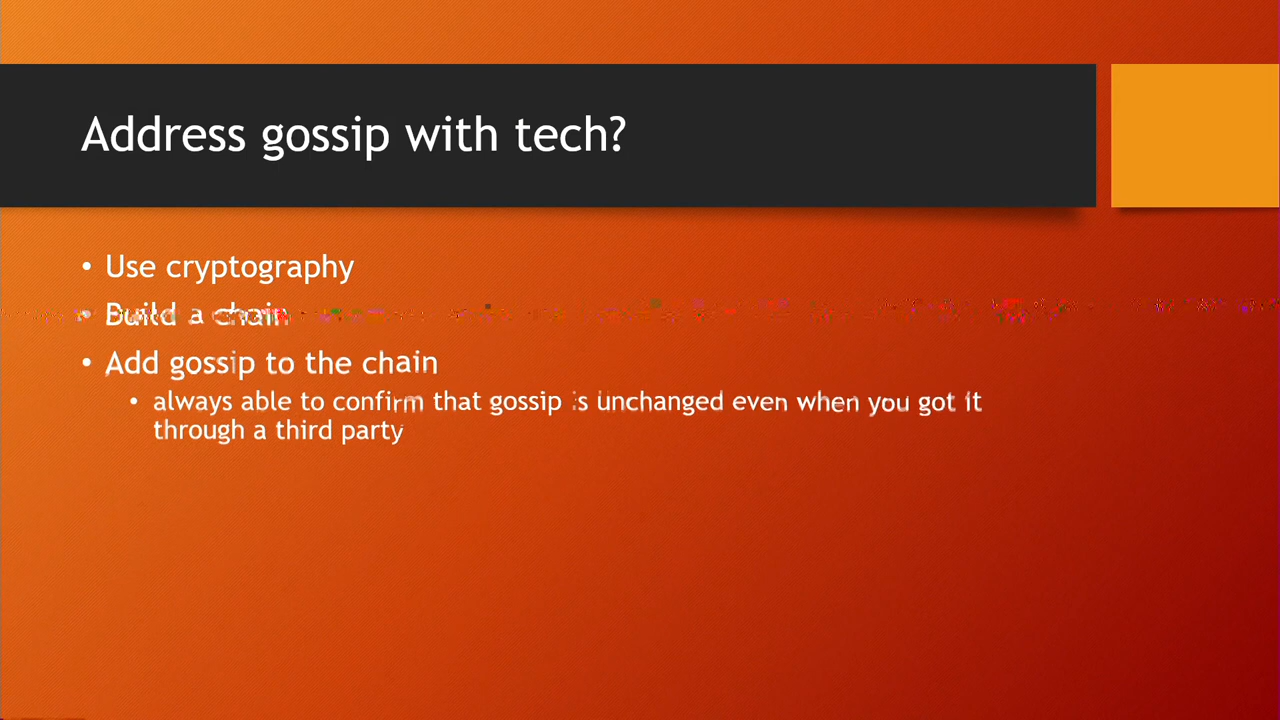 Address gossip with tech?
• Use cryptography
• Build a chain
• Add gossip to the chain
• always able to confirm that gossip is unchanged even when you got it
through a third party